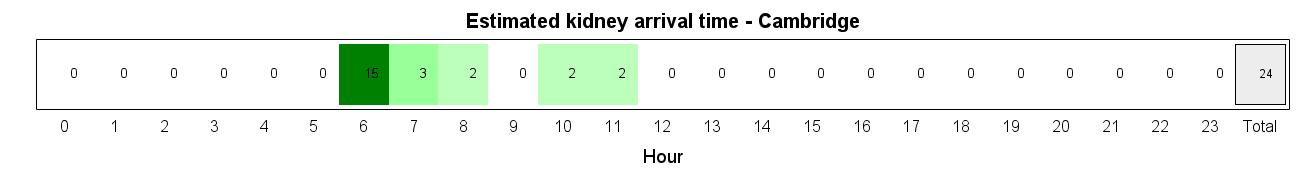 Estimated kidney arrival time - Cambridge
0 0 0 0 0 0 15 3 2 0 2 2 0 0 0 0 0 0 0 0 0 0 0 0 24
0 1 2 3 4 5 6 7 8 9 10 11 12 13 14 15 16 17 18 19 20 21 22 23 Total
Hour